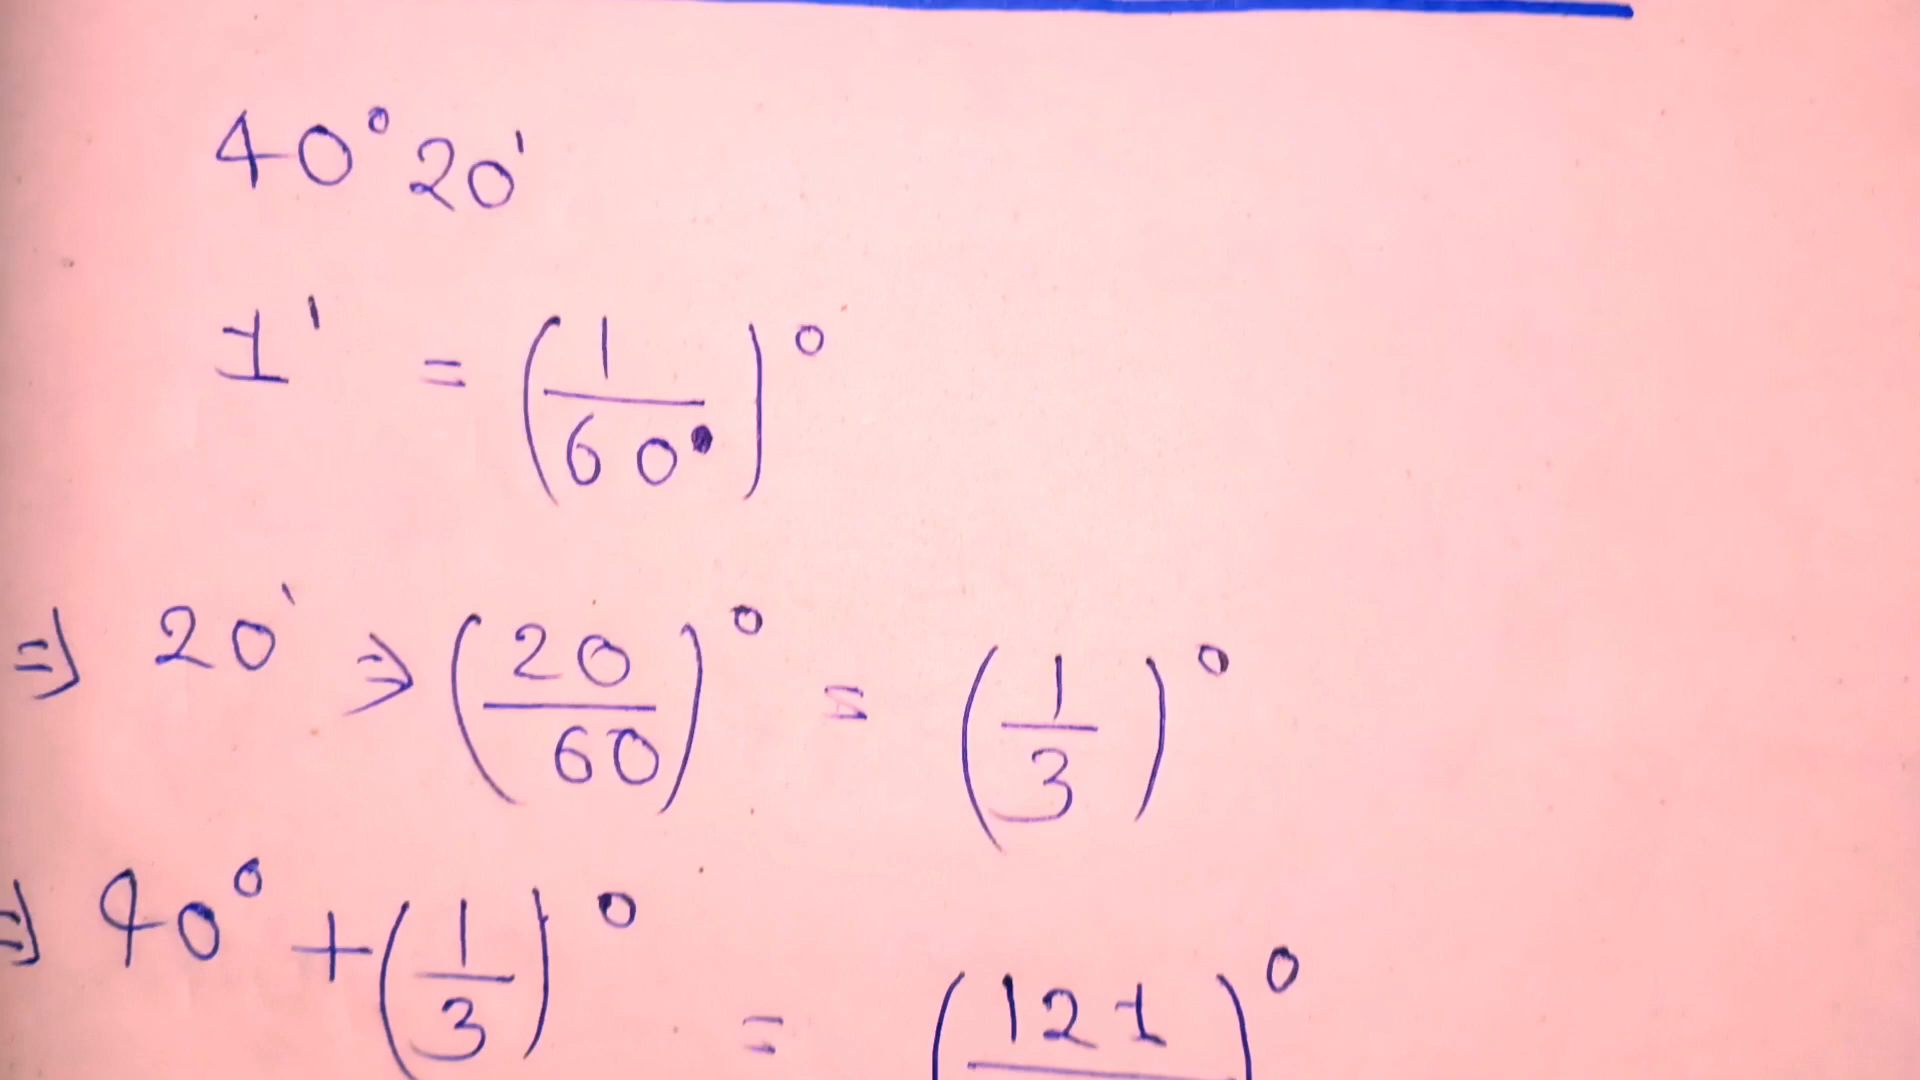 40° 20'
1' = (1/60)°
⇒ 20' ⇒ (20/60)° = (1/3)°
⇒ 40° + (1/3)° = (121